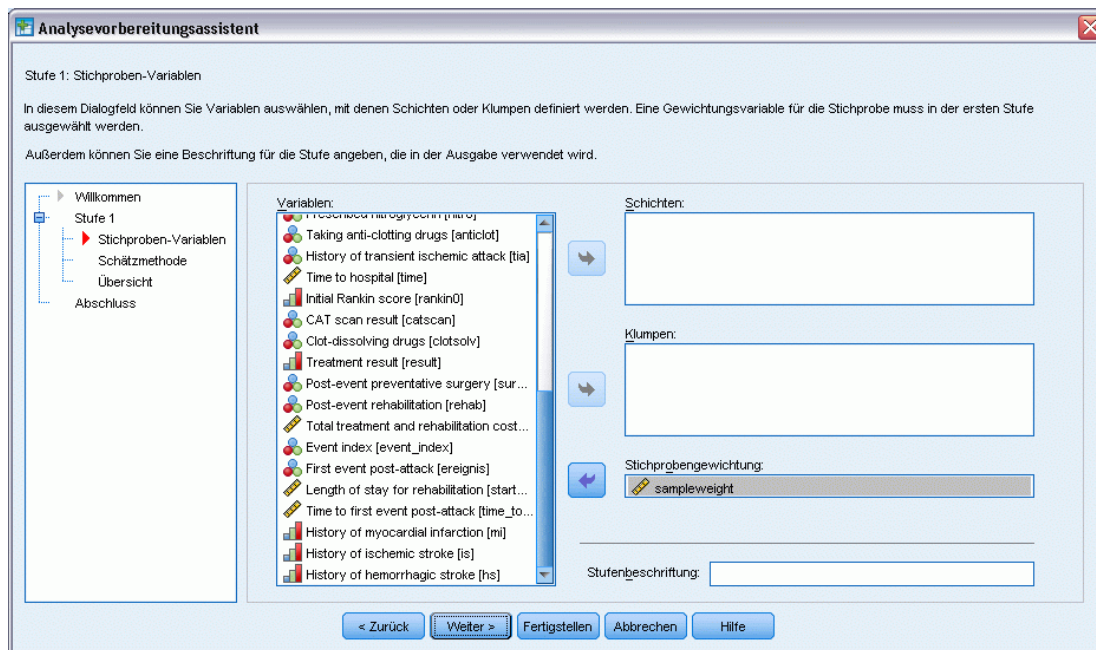 Analysevorbereitungsassistent
Stufe 1: Stichproben-Variablen
In diesem Dialogfeld können Sie Variablen auswählen, mit denen Schichten oder Klumpen definiert werden. Eine Gewichtungsvariable für die Stichprobe muss in der ersten Stufe
ausgewählt werden.
Außerdem können Sie eine Beschriftung für die Stufe angeben, die in der Ausgabe verwendet wird.
Willkommen
Stufe 1
Stichproben-Variablen
Schätzmethode
Übersicht
Abschluss
Variablen:
Prescribed nitroglycerin [nitro]
Taking anti-clotting drugs [anticlot]
History of transient ischemic attack [tia]
Time to hospital [time]
Initial Rankin score [rankin0]
CAT scan result [catscan]
Clot-dissolving drugs [clotsolv]
Treatment result [result]
Post-event preventative surgery [sur...
Post-event rehabilitation [rehab]
Total treatment and rehabilitation cost...
Event index [event_index]
First event post-attack [ereignis]
Length of stay for rehabilitation [start...
Time to first event post-attack [time_to...
History of myocardial infarction [mi]
History of ischemic stroke [is]
History of hemorrhagic stroke [hs]
Schichten:
Klumpen:
Stichprobengewichtung:
sampleweight
Stufenbeschriftung:
< Zurück
Weiter >
Fertigstellen
Abbrechen
Hilfe